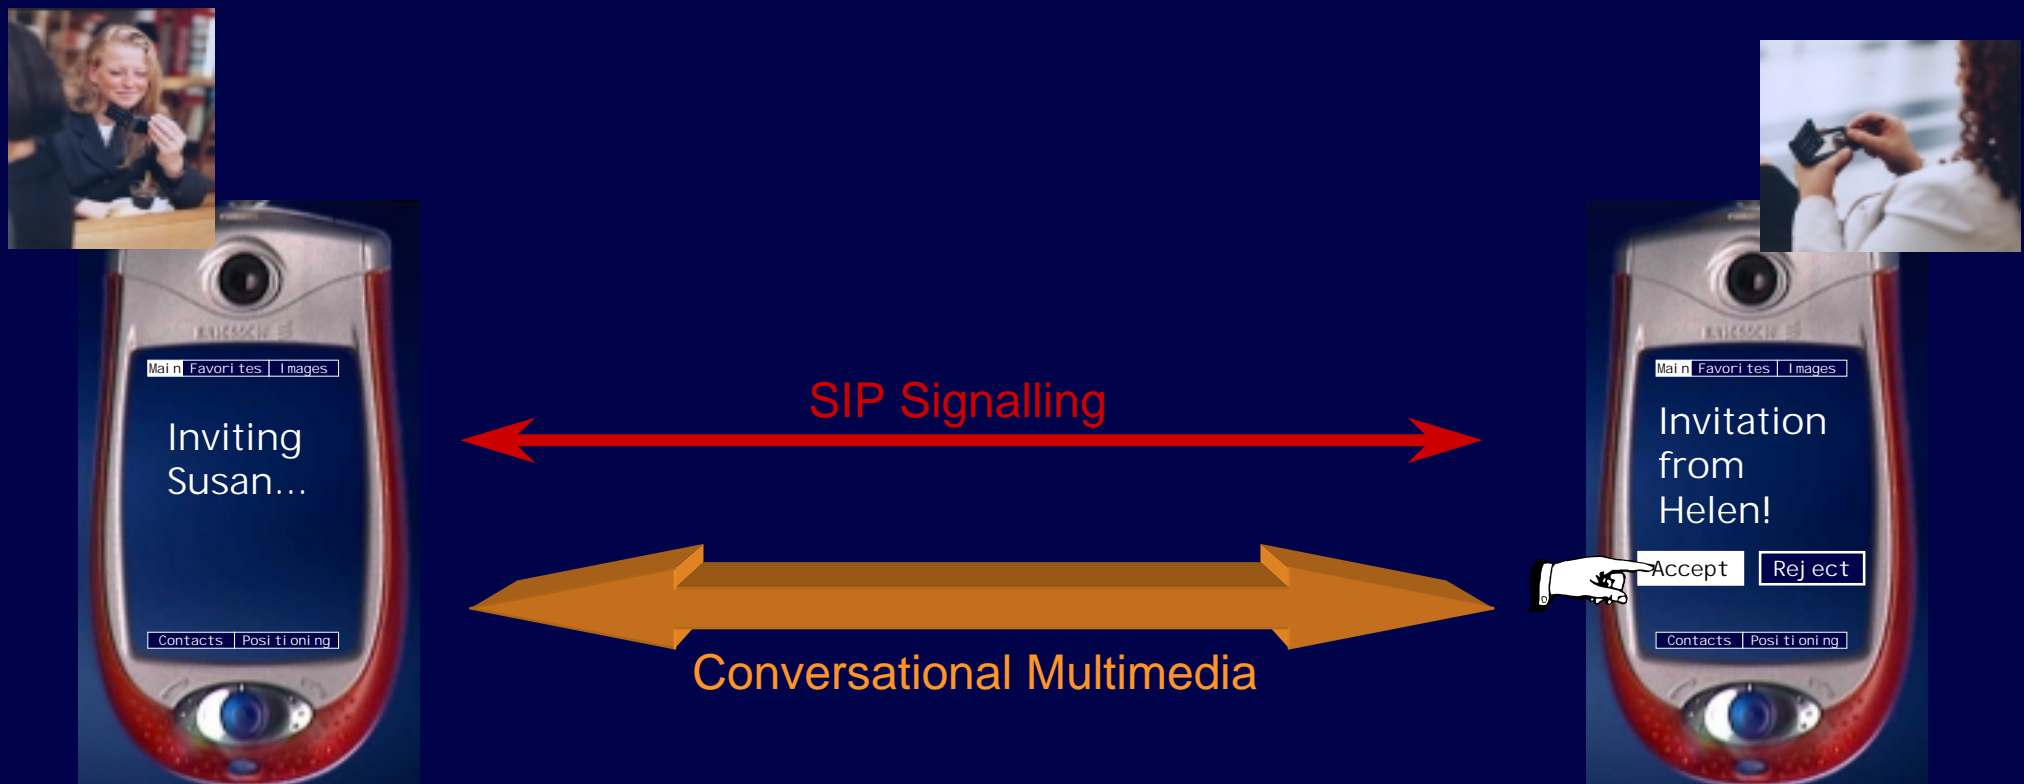 Main Favorites Images
Inviting
Susan...
Contacts Positioning
SIP Signalling
Conversational Multimedia
ERICSSON
Main Favorites Images
Invitation
from
Helen!
Accept Reject
Contacts Positioning